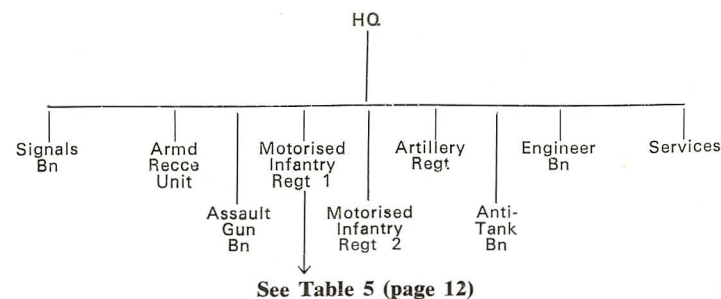 HQ
Signals
Bn
Armd
Recce
Unit
Assault
Gun
Bn
Motorised
Infantry
Regt 1
Motorised
Infantry
Regt 2
Artillery
Regt.
Anti-
Tank
Bn
Engineer
Bn
Services
See Table 5 (page 12)